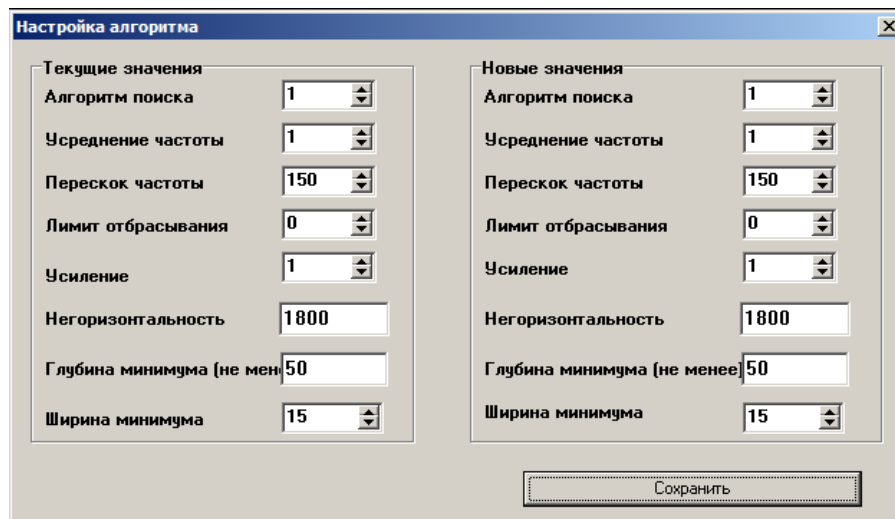 Настройка алгоритма
Текущие значения
Алгоритм поиска 1
Усреднение частоты 1
Перескок частоты 150
Лимит отбрасывания 0
Усиление 1
Негоризонтальность 1800
Глубина минимума (не мен 50
Ширина минимума 15
Новые значения
Алгоритм поиска 1
Усреднение частоты 1
Перескок частоты 150
Лимит отбрасывания 0
Усиление 1
Негоризонтальность 1800
Глубина минимума (не менее) 50
Ширина минимума 15
Сохранить